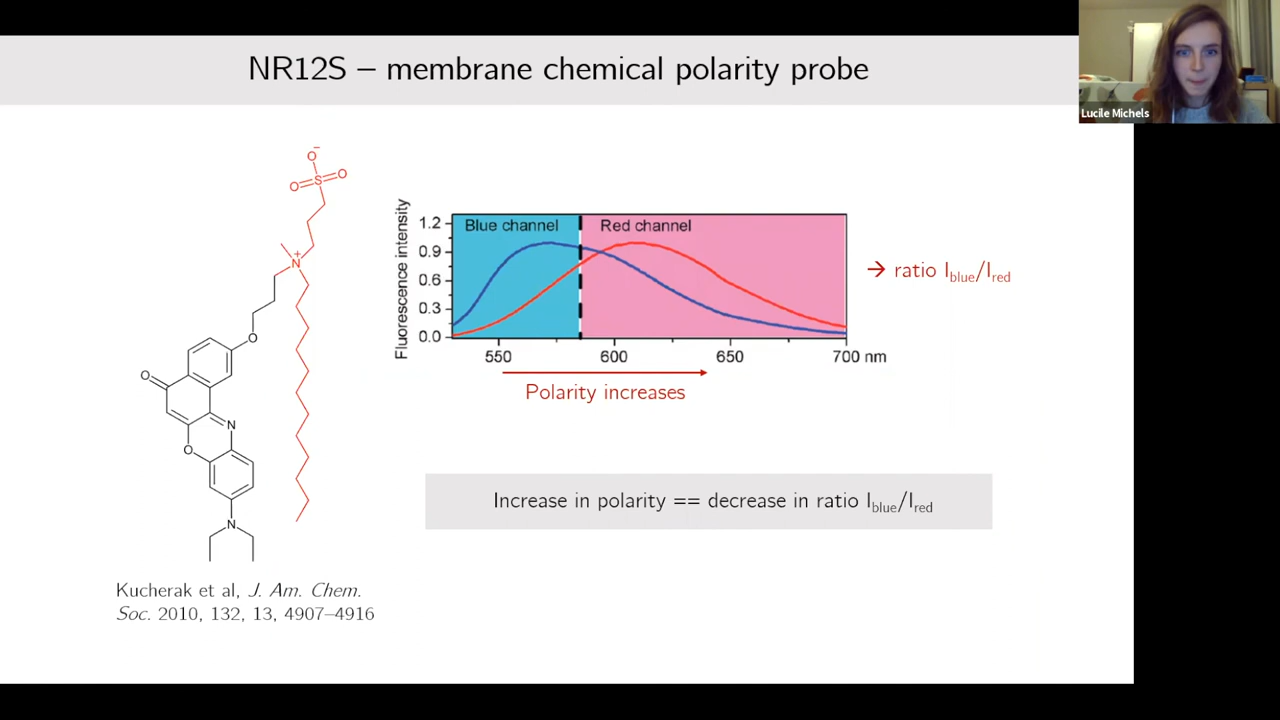 NR12S – membrane chemical polarity probe
Lucile Michels
O⁻
O
S
O
N⁺
O
O
N
O
N
Fluorescence intensity
1.2
0.9
0.6
0.3
0.0
Blue channel
Red channel
550
600
650
700 nm
→ ratio I_blue/I_red
Polarity increases
Increase in polarity == decrease in ratio I_blue/I_red
Kucherak et al, J. Am. Chem.
Soc. 2010, 132, 13, 4907–4916